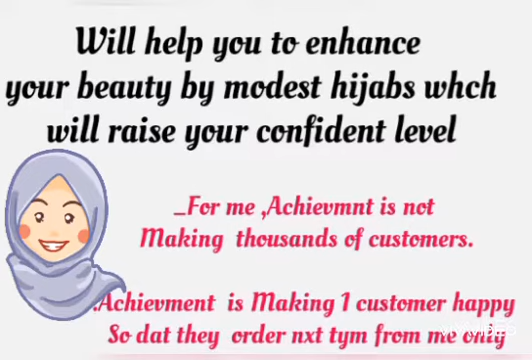 Will help you to enhance
your beauty by modest hijabs whch
will raise your confident level
_For me ,Achievmnt is not
Making thousands of customers.
.Achievment is Making 1 customer happy
So dat they order nxt tym from me only